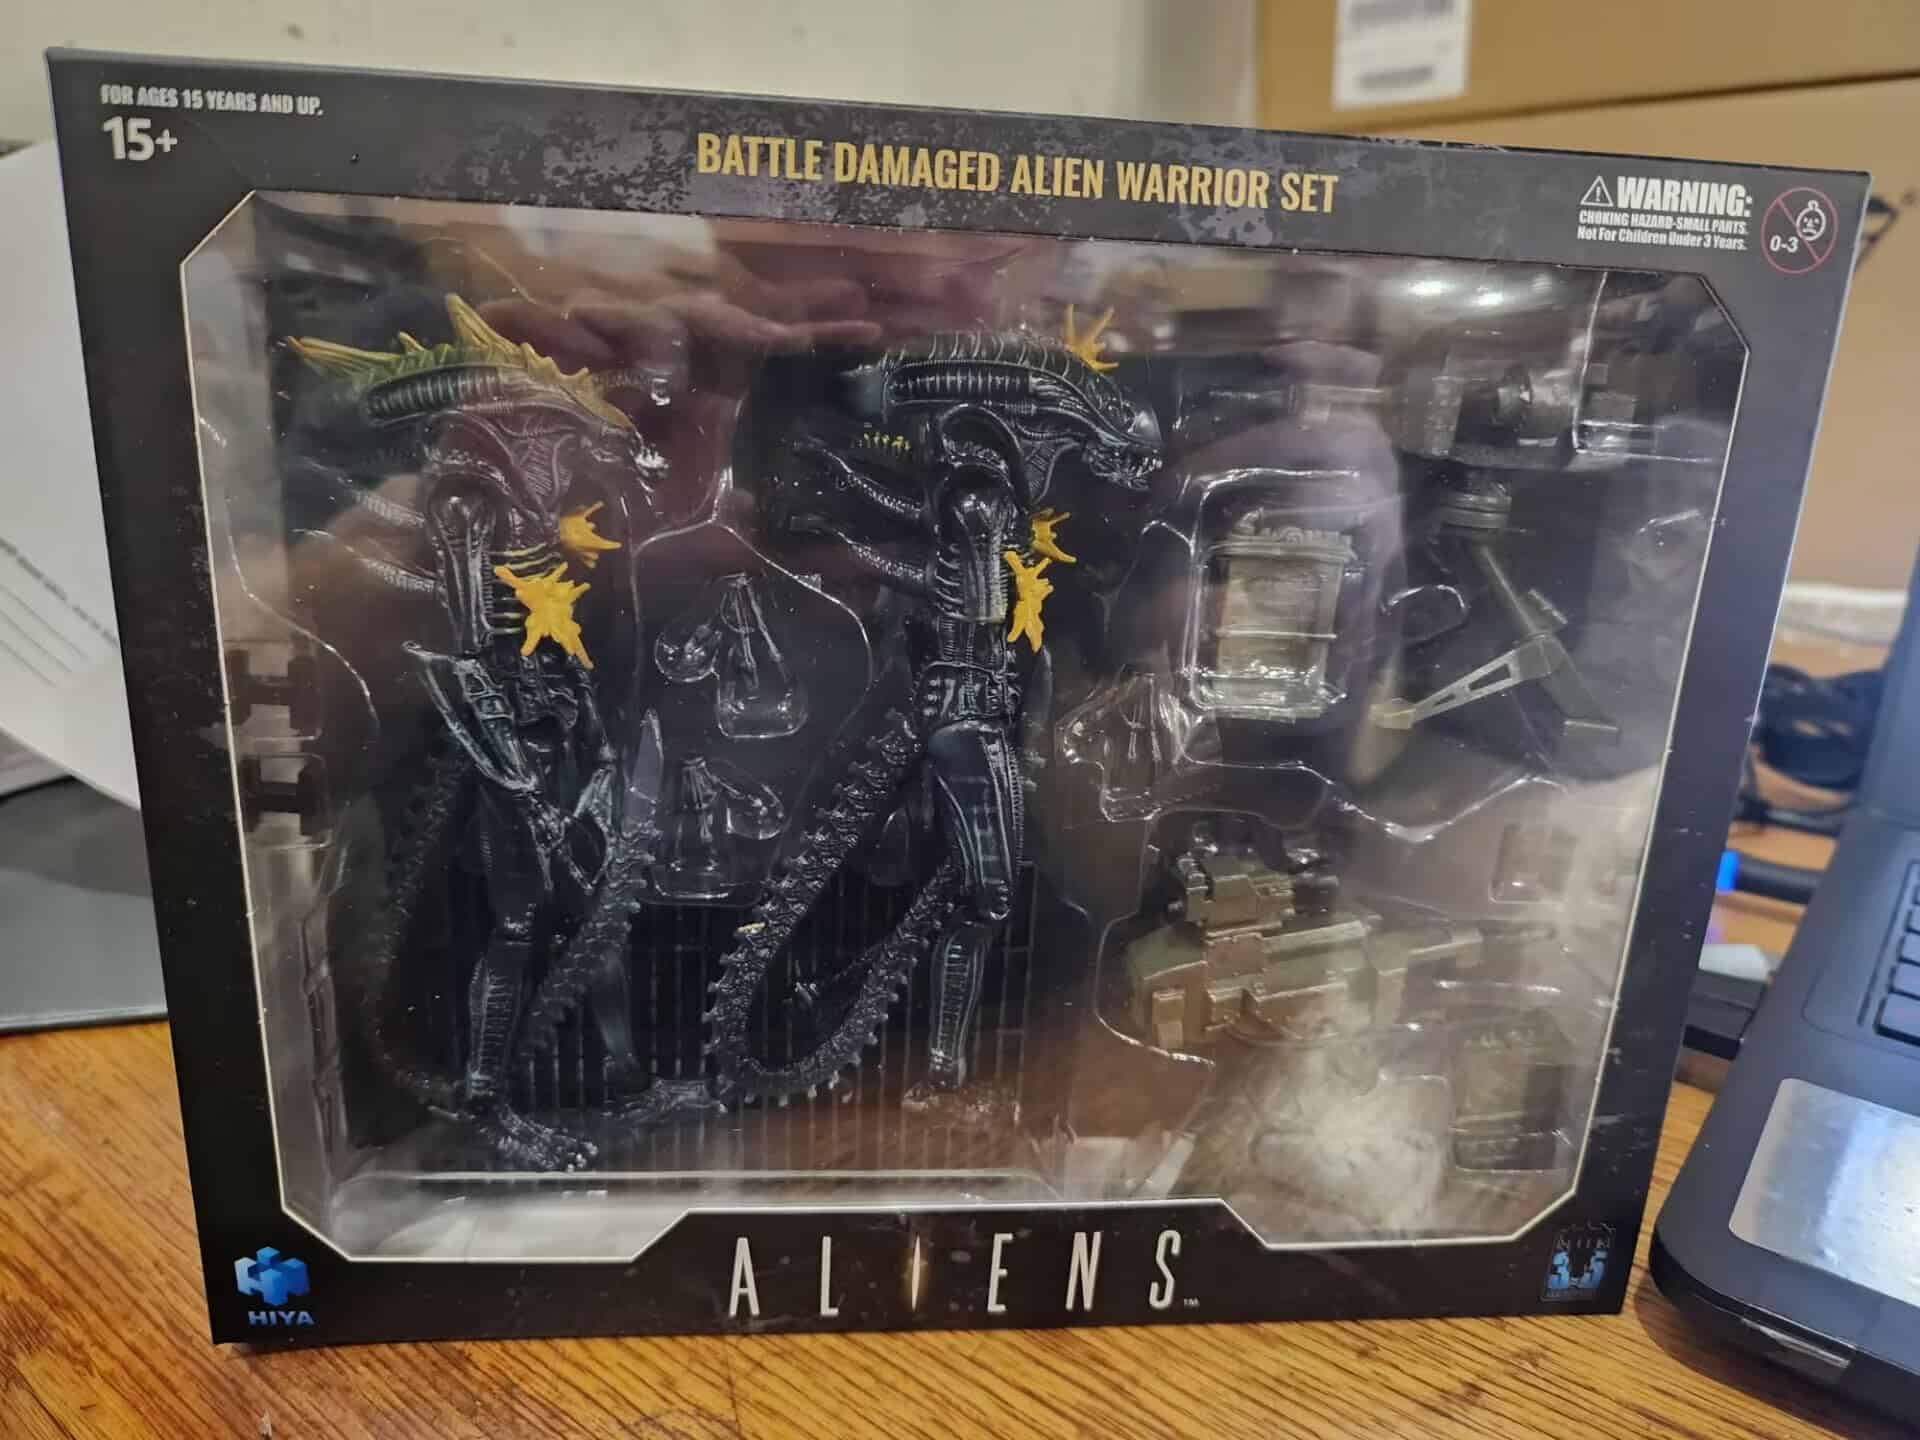 FOR AGES 15 YEARS AND UP.
15+
BATTLE DAMAGED ALIEN WARRIOR SET
WARNING:
CHOKING HAZARD-SMALL PARTS.
Not For Children Under 3 Years.
0-3
ALIENS™
HIYA